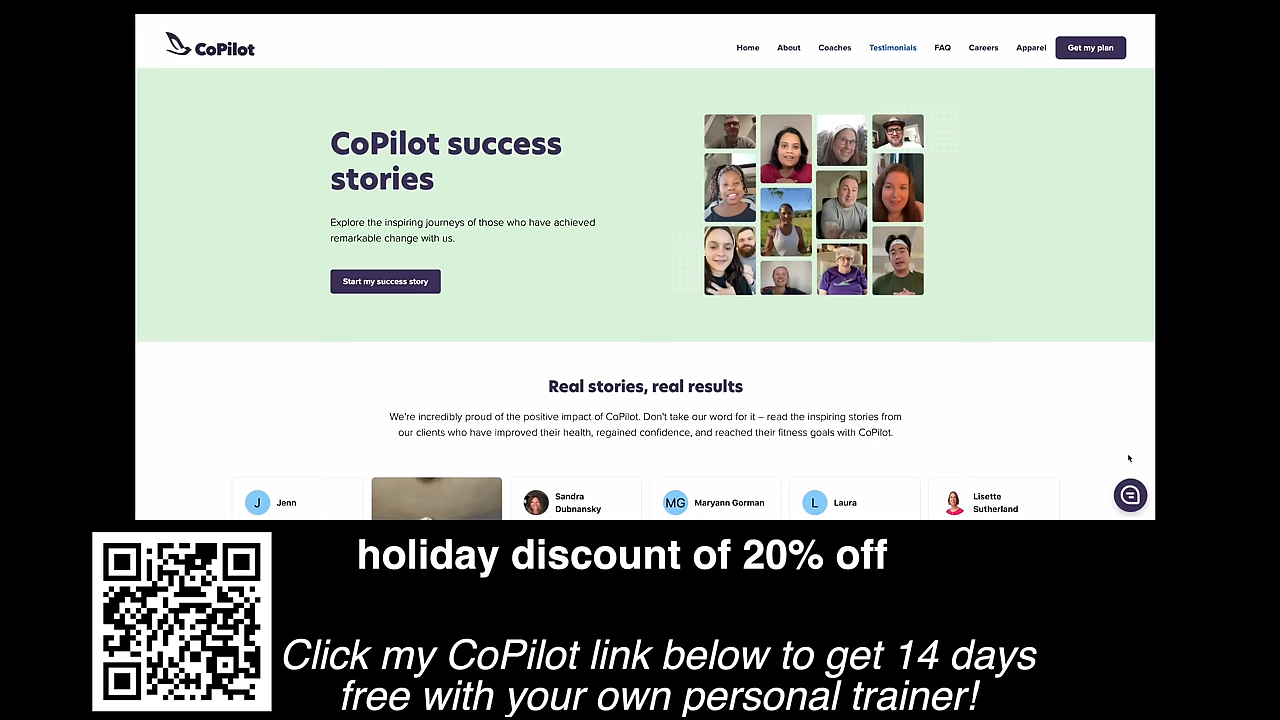 CoPilot
Home About Coaches Testimonials FAQ Careers Apparel Get my plan
CoPilot success
stories
Explore the inspiring journeys of those who have achieved
remarkable change with us.
Start my success story
Real stories, real results
We're incredibly proud of the positive impact of CoPilot. Don't take our word for it – read the inspiring stories from
our clients who have improved their health, regained confidence, and reached their fitness goals with CoPilot.
J Jenn
Sandra
Dubnansky
MG Maryann Gorman
L Laura
Lisette
Sutherland
holiday discount of 20% off
Click my CoPilot link below to get 14 days
free with your own personal trainer!